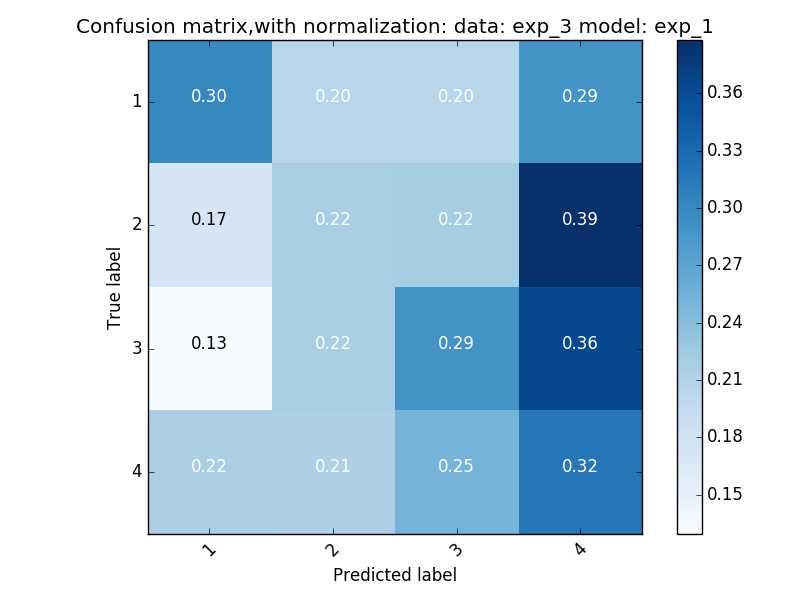 Confusion matrix,with normalization: data: exp_3 model: exp_1
True label
1
0.30 0.20 0.20 0.29
2
0.17 0.22 0.22 0.39
3
0.13 0.22 0.29 0.36
4
0.22 0.21 0.25 0.32
1 2 3 4
Predicted label
0.36
0.33
0.30
0.27
0.24
0.21
0.18
0.15